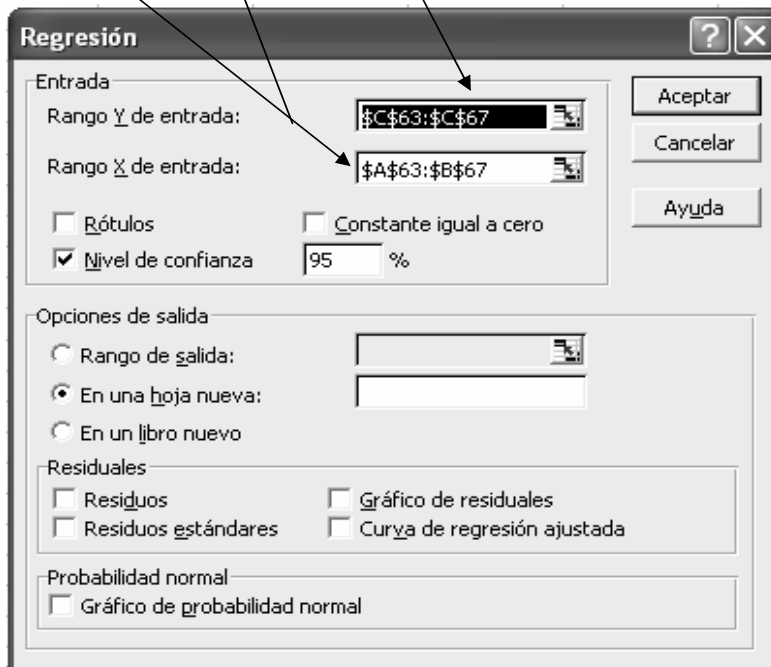 Regresión
Entrada
Rango Y de entrada:
$C$63:$C$67
Rango X de entrada:
$A$63:$B$67
Rótulos
Constante igual a cero
Nivel de confianza
95 %
Aceptar
Cancelar
Ayuda
Opciones de salida
Rango de salida:
En una hoja nueva:
En un libro nuevo
Residuales
Residuos
Gráfico de residuales
Residuos estándares
Curva de regresión ajustada
Probabilidad normal
Gráfico de probabilidad normal